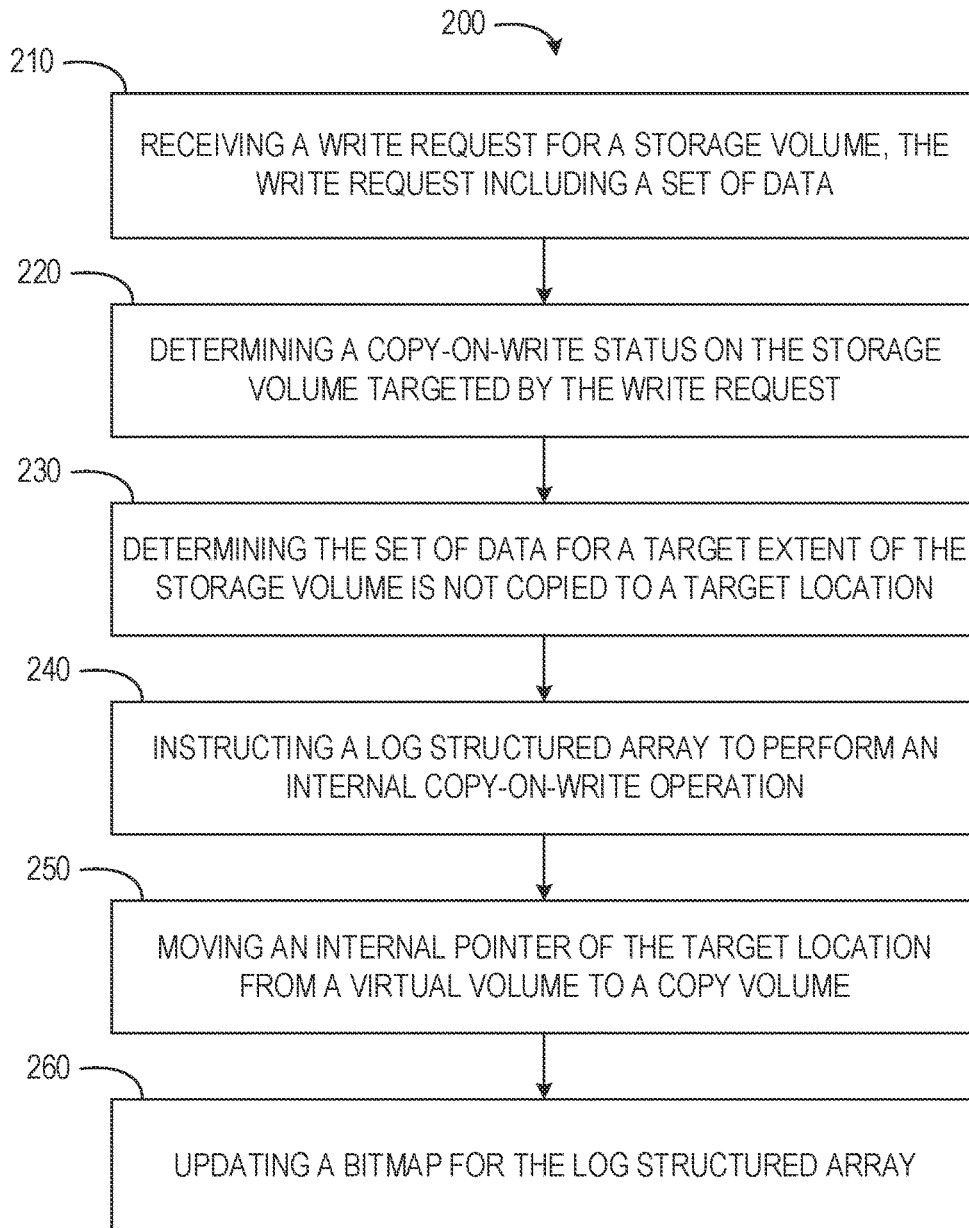 200
210
RECEIVING A WRITE REQUEST FOR A STORAGE VOLUME, THE
WRITE REQUEST INCLUDING A SET OF DATA
220
DETERMINING A COPY-ON-WRITE STATUS ON THE STORAGE
VOLUME TARGETED BY THE WRITE REQUEST
230
DETERMINING THE SET OF DATA FOR A TARGET EXTENT OF THE
STORAGE VOLUME IS NOT COPIED TO A TARGET LOCATION
240
INSTRUCTING A LOG STRUCTURED ARRAY TO PERFORM AN
INTERNAL COPY-ON-WRITE OPERATION
250
MOVING AN INTERNAL POINTER OF THE TARGET LOCATION
FROM A VIRTUAL VOLUME TO A COPY VOLUME
260
UPDATING A BITMAP FOR THE LOG STRUCTURED ARRAY